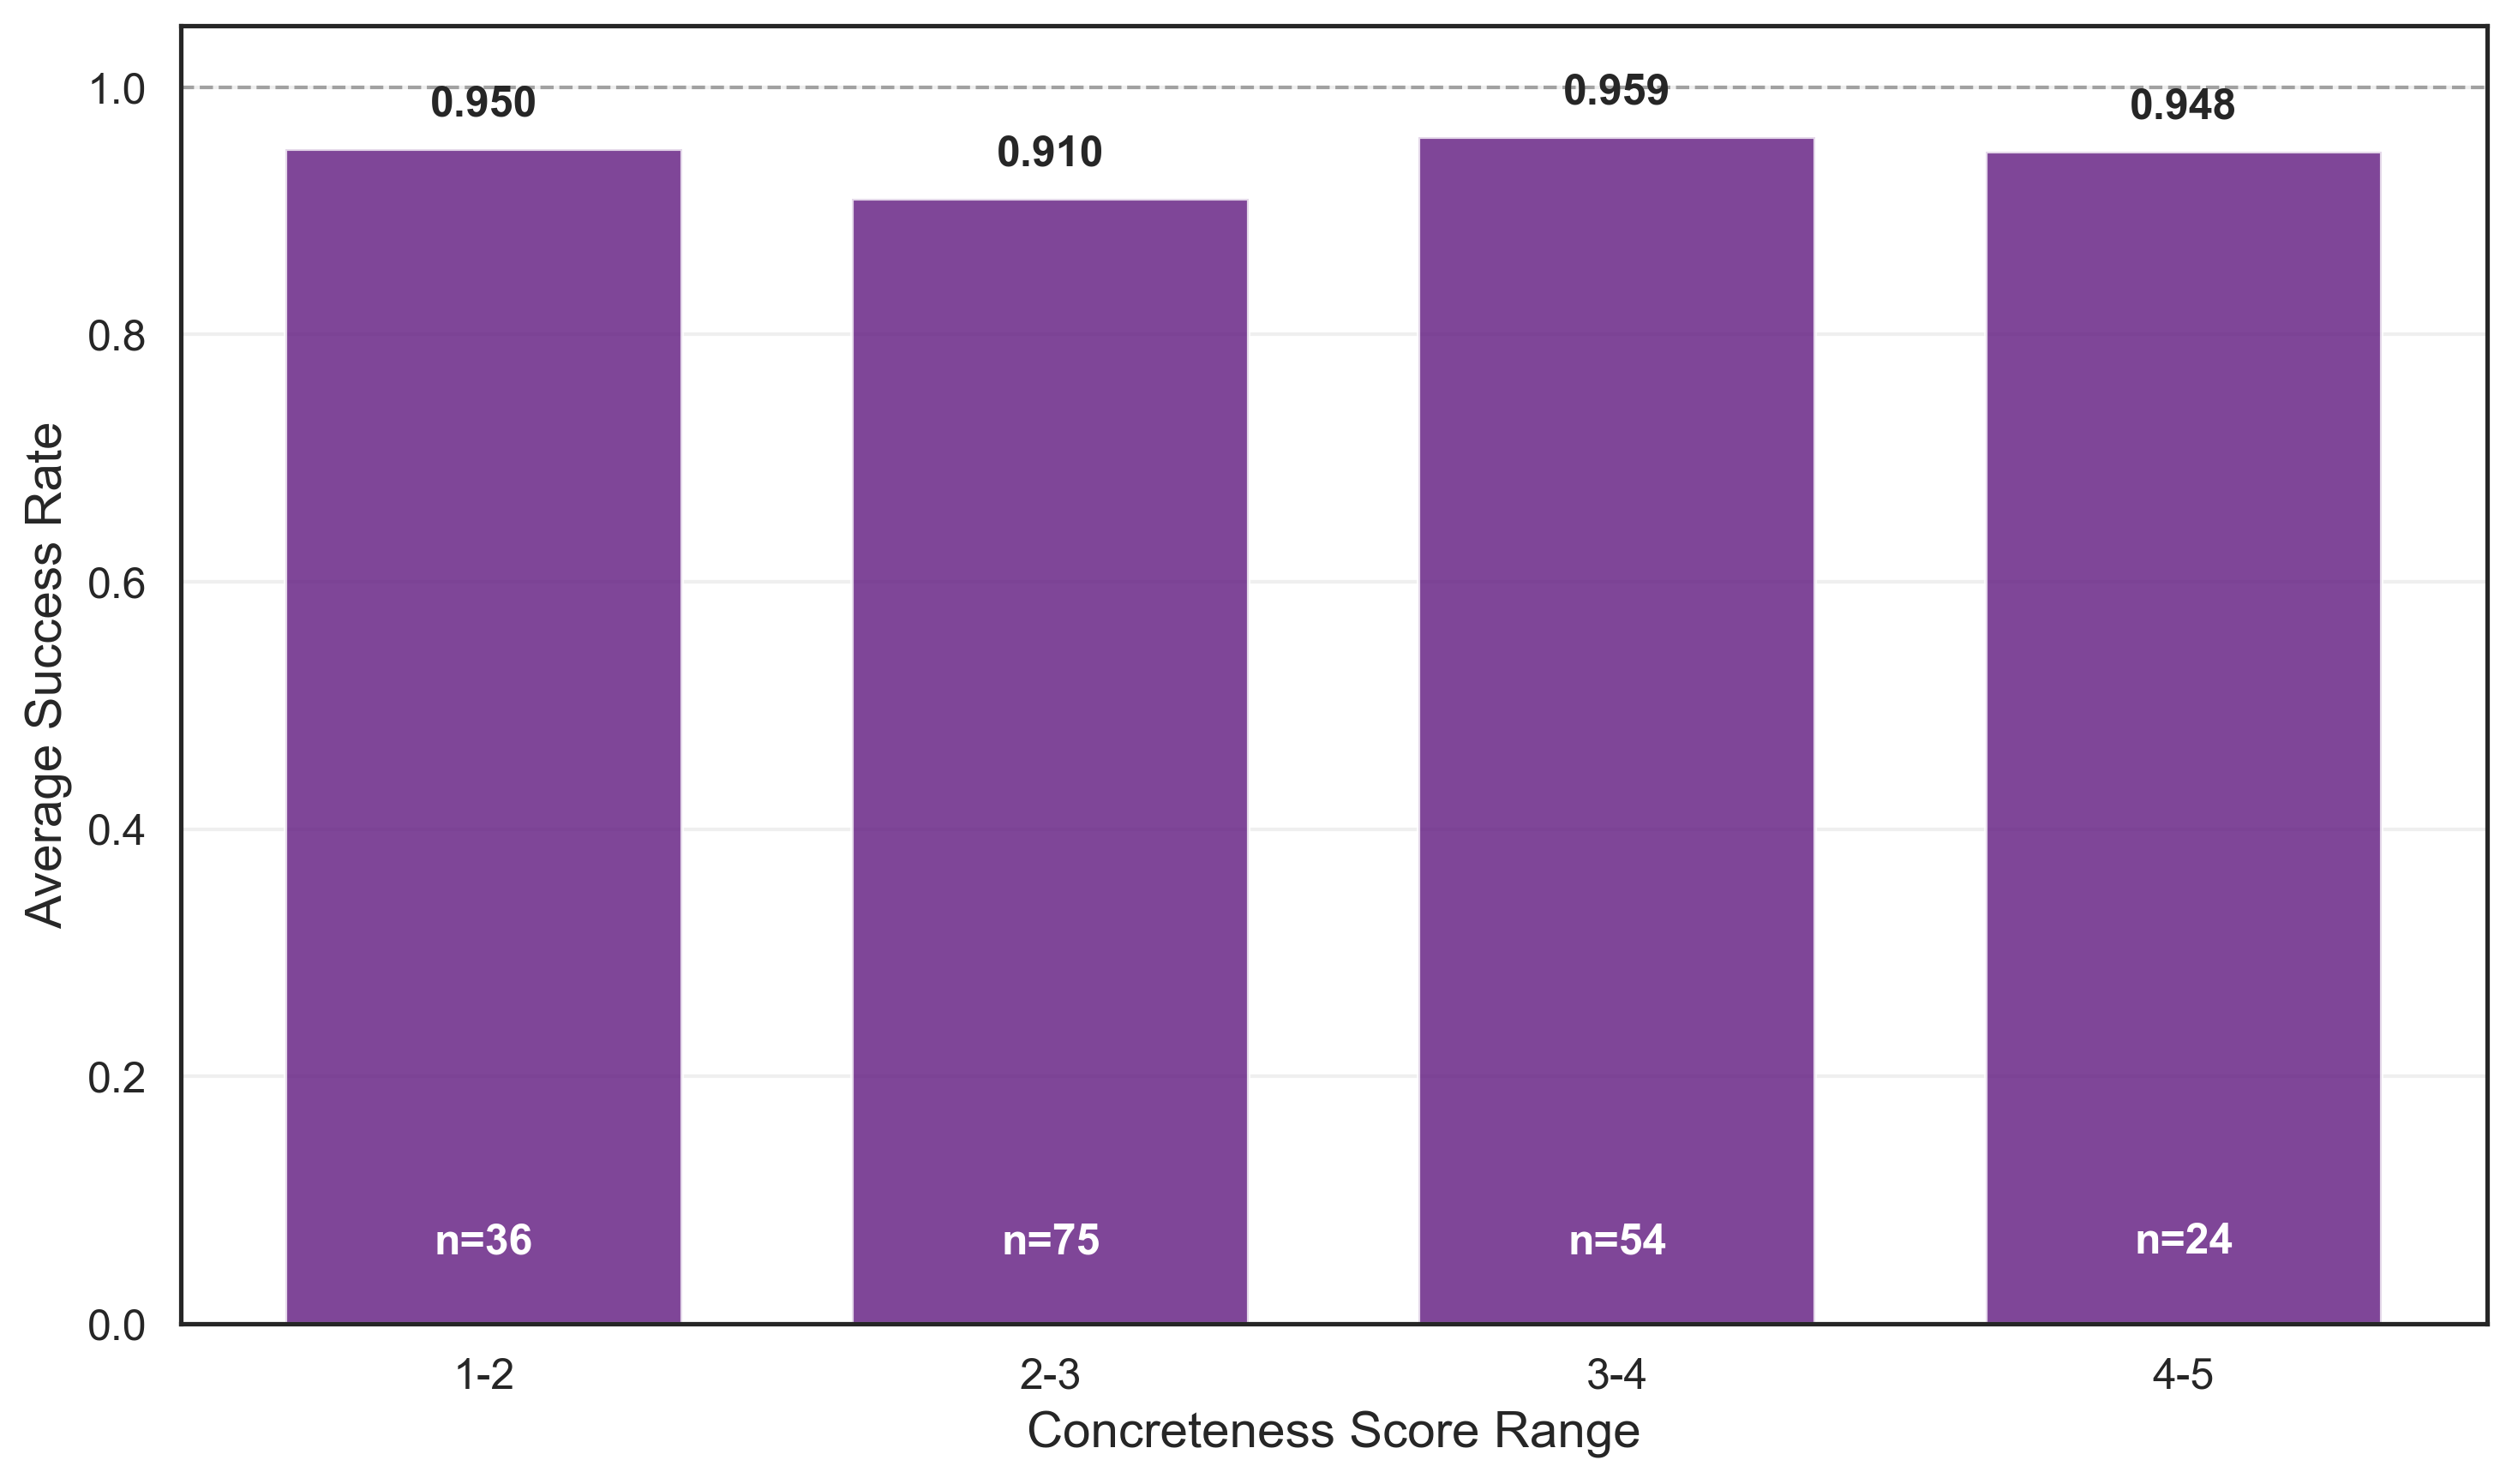 Average Success Rate
1.0
0.8
0.6
0.4
0.2
0.0
0.950
0.910
0.959
0.948
n=36
n=75
n=54
n=24
1-2
2-3
3-4
4-5
Concreteness Score Range